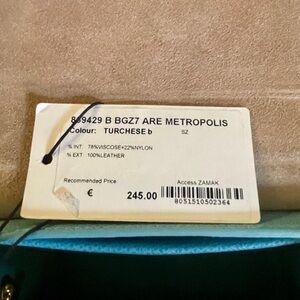 899429 B BGZ7 ARE METROPOLIS
Colour: TURCHESE b SZ
% INT. 78%VISCOSE+22%NYLON
% EXT. 100%LEATHER
Recommended Price Access ZAMAK
€ 245.00
8051510502364